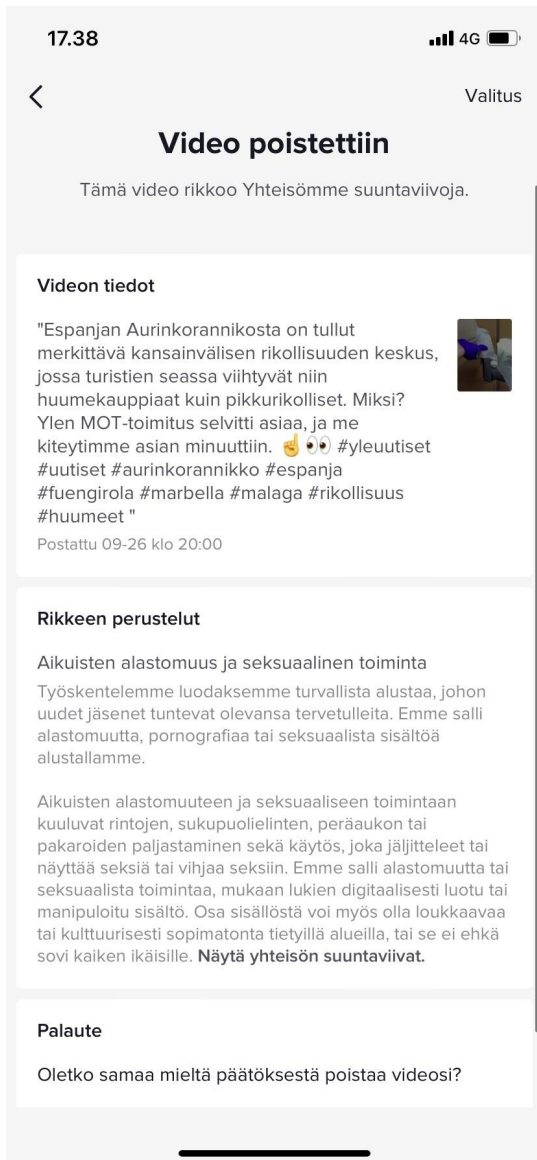 17.38
4G
Valitus
Video poistettiin
Tämä video rikkoo Yhteisömme suuntaviivoja.
Videon tiedot
"Espanjan Aurinkorannikosta on tullut
merkittävä kansainvälisen rikollisuuden keskus,
jossa turistien seassa viihtyvät niin
huumekauppiaat kuin pikkurikolliset. Miksi?
Ylen MOT-toimitus selvitti asiaa, ja me
kiteytimme asian minuuttiin. ☝️👀 #yleuutiset
#uutiset #aurinkorannikko #espanja
#fuengirola #marbella #malaga #rikollisuus
#huumeet "
Postattu 09-26 klo 20:00
Rikkeen perustelut
Aikuisten alastomuus ja seksuaalinen toiminta
Työskentelemme luodaksemme turvallista alustaa, johon
uudet jäsenet tuntevat olevansa tervetulleita. Emme salli
alastomuutta, pornografiaa tai seksuaalista sisältöä
alustallamme.
Aikuisten alastomuuteen ja seksuaaliseen toimintaan
kuuluvat rintojen, sukupuolielinten, peräaukon tai
pakaroiden paljastaminen sekä käytös, joka jäljitteleet tai
näyttää seksiä tai vihjaa seksiin. Emme salli alastomuutta tai
seksuaalista toimintaa, mukaan lukien digitaalisesti luotu tai
manipuloitu sisältö. Osa sisällöstä voi myös olla loukkaavaa
tai kulttuurisesti sopimatonta tietyillä alueilla, tai se ei ehkä
sovi kaiken ikäisille. Näytä yhteisön suuntaviivat.
Palaute
Oletko samaa mieltä päätöksestä poistaa videosi?